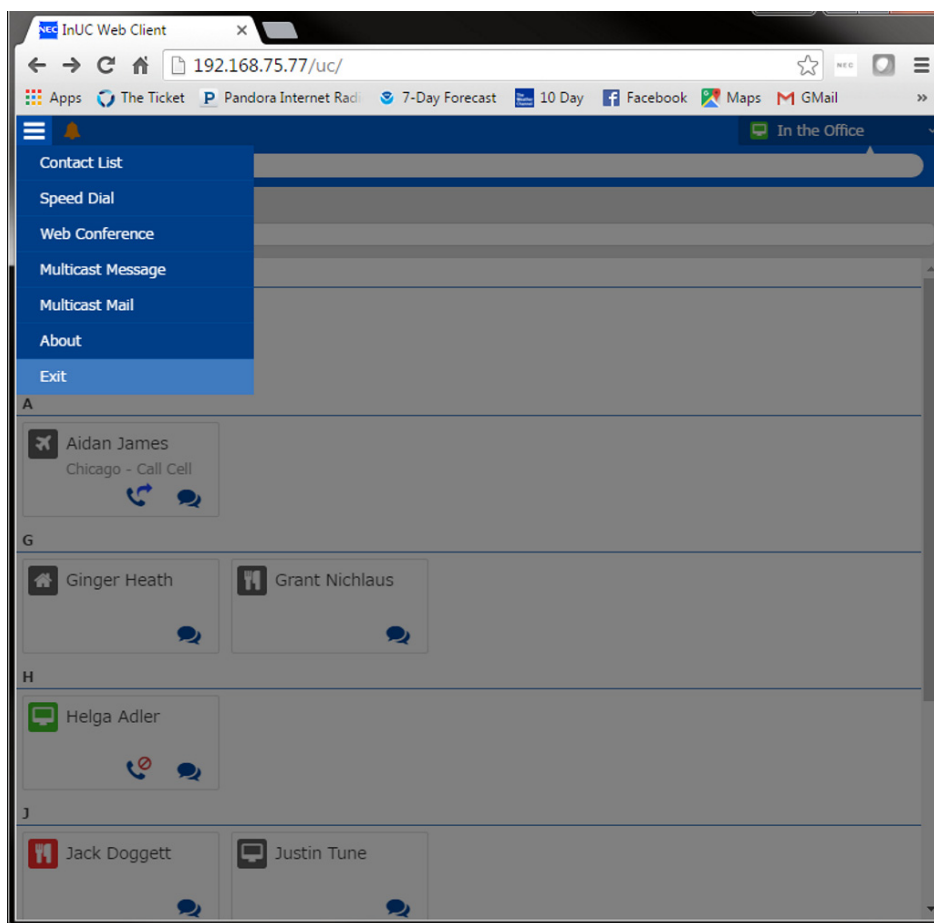 NEC InUC Web Client
192.168.75.77/uc/
NEC
Apps The Ticket P Pandora Internet Radi 7-Day Forecast 10 Day Facebook Maps GMail »
In the Office
Contact List
Speed Dial
Web Conference
Multicast Message
Multicast Mail
About
Exit
A
Aidan James
Chicago - Call Cell
G
Ginger Heath Grant Nichlaus
H
Helga Adler
J
Jack Doggett Justin Tune